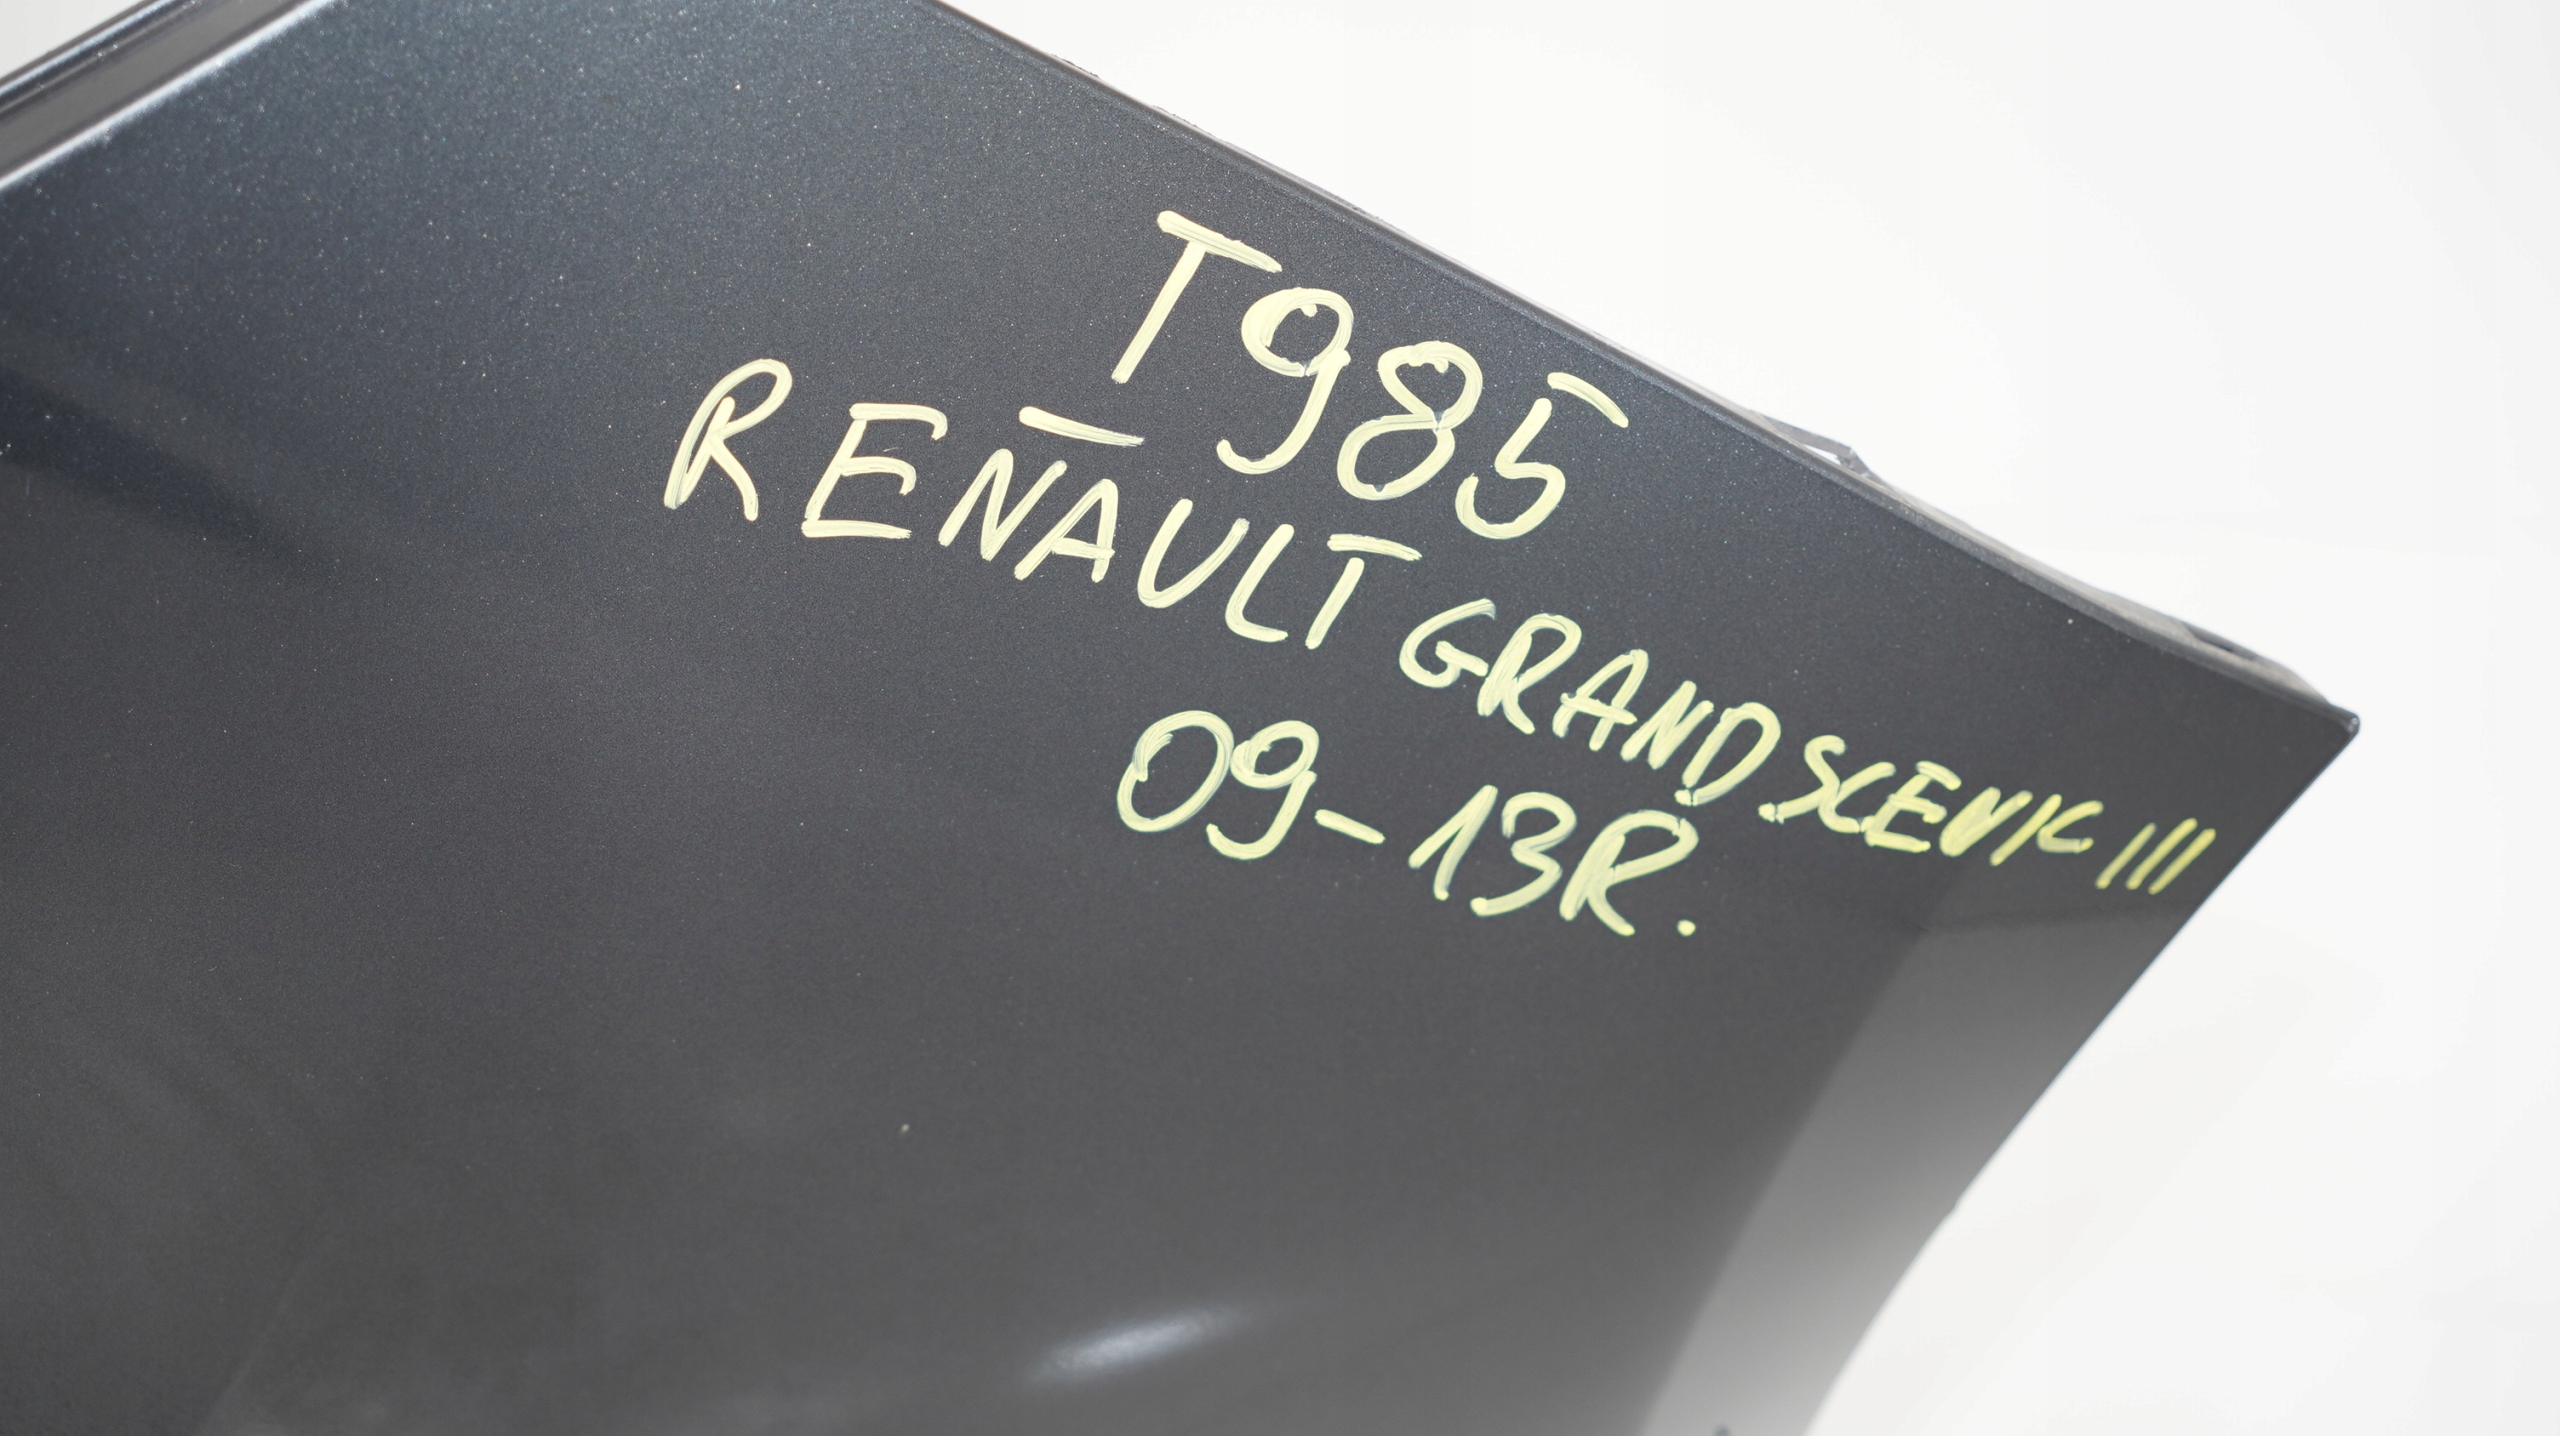 T985
RENAULT GRAND SCENIC III
09-13R.